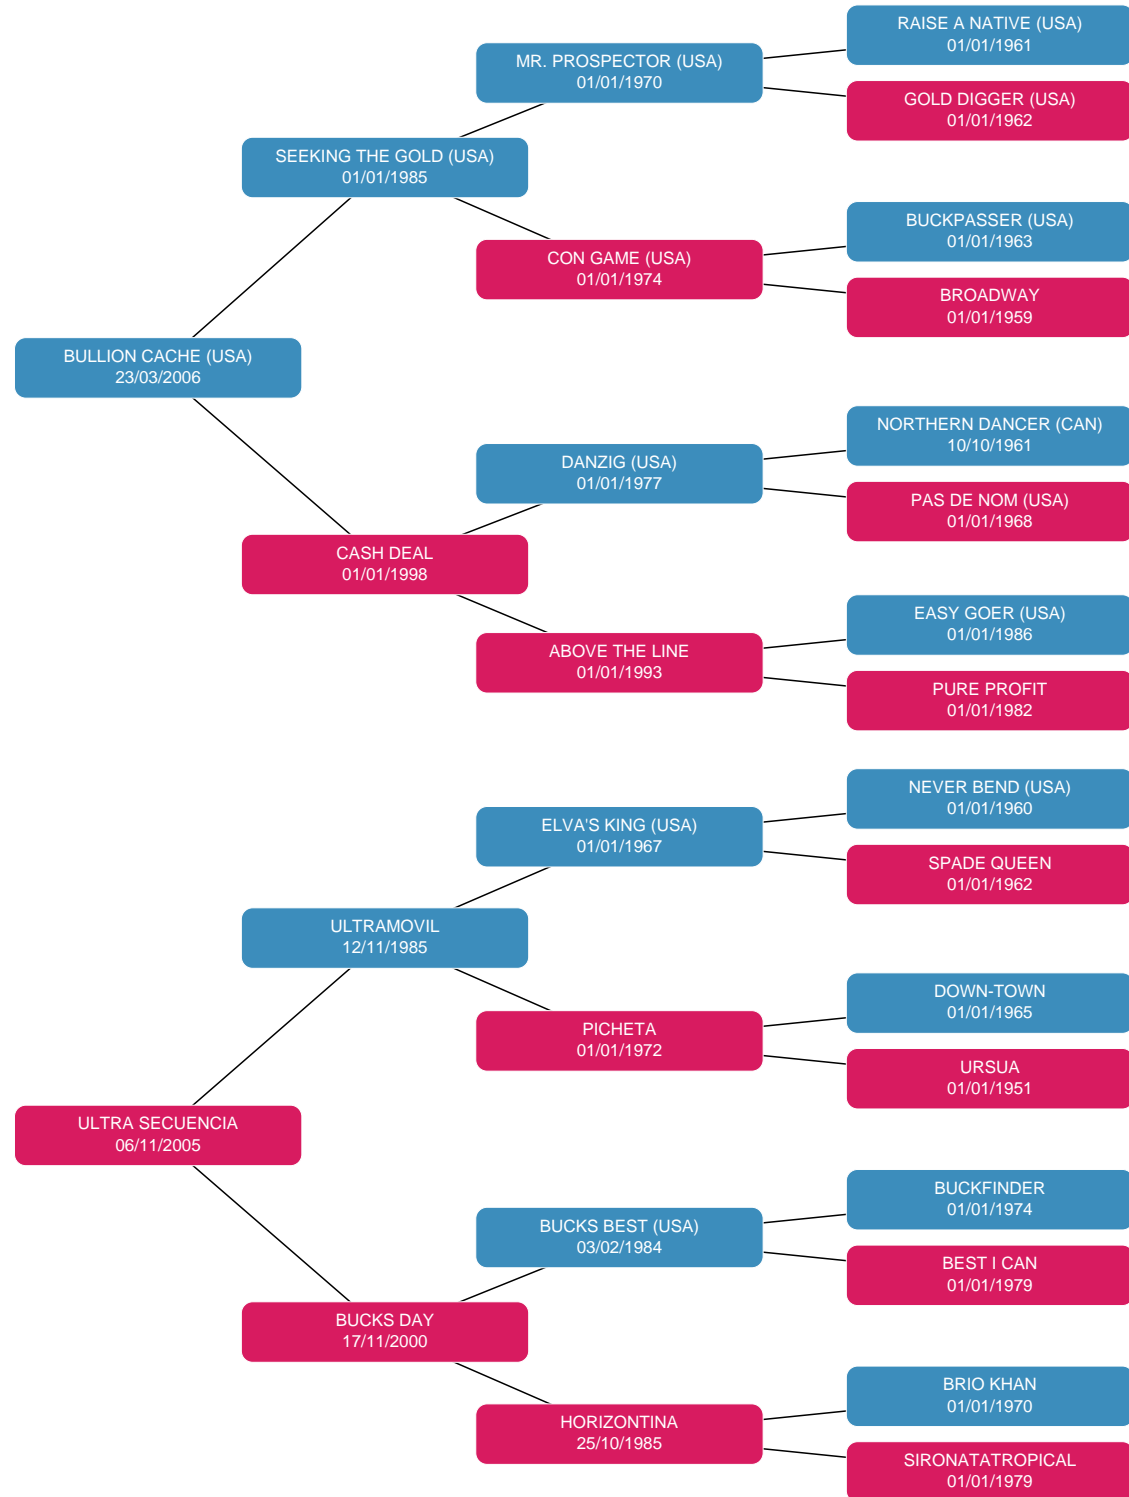 RAISE A NATIVE (USA)
01/01/1961
MR. PROSPECTOR (USA)
01/01/1970
GOLD DIGGER (USA)
01/01/1962
SEEKING THE GOLD (USA)
01/01/1985
BUCKPASSER (USA)
01/01/1963
CON GAME (USA)
01/01/1974
BROADWAY
01/01/1959
BULLION CACHE (USA)
23/03/2006
NORTHERN DANCER (CAN)
10/10/1961
DANZIG (USA)
01/01/1977
PAS DE NOM (USA)
01/01/1968
CASH DEAL
01/01/1998
EASY GOER (USA)
01/01/1986
ABOVE THE LINE
01/01/1993
PURE PROFIT
01/01/1982
NEVER BEND (USA)
01/01/1960
ELVA'S KING (USA)
01/01/1967
SPADE QUEEN
01/01/1962
ULTRAMOVIL
12/11/1985
DOWN-TOWN
01/01/1965
PICHETA
01/01/1972
URSUA
01/01/1951
ULTRA SECUENCIA
06/11/2005
BUCKFINDER
01/01/1974
BUCKS BEST (USA)
03/02/1984
BEST I CAN
01/01/1979
BUCKS DAY
17/11/2000
BRIO KHAN
01/01/1970
HORIZONTINA
25/10/1985
SIRONATATROPICAL
01/01/1979